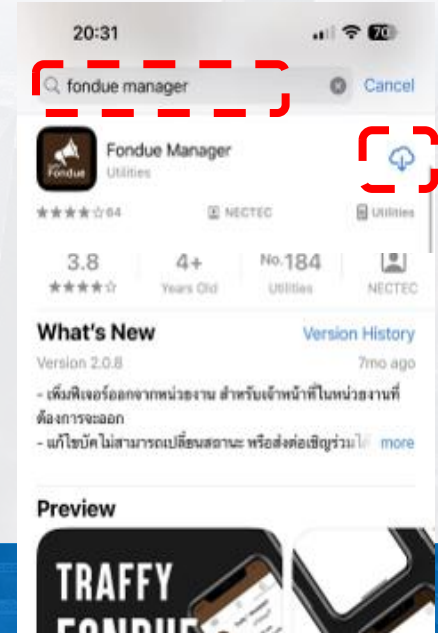 20:31
70
fondue manager
Cancel
Fondue
Fondue Manager
Utilities
★★★★☆64
NECTEC
Utilities
3.8
4+
No.184
★★★★☆
Years Old
Utilities
NECTEC
What's New
Version History
Version 2.0.8
7mo ago
- เพิ่มฟีเจอร์ออกจากหน่วยงาน สำหรับเจ้าหน้าที่ในหน่วยงานที่
ต้องการจะออก
- แก้ไขบัคไม่สามารถเปลี่ยนสถานะ หรือส่งต่อเชิญร่วมได้
more
Preview
TRAFFY
FONDUE